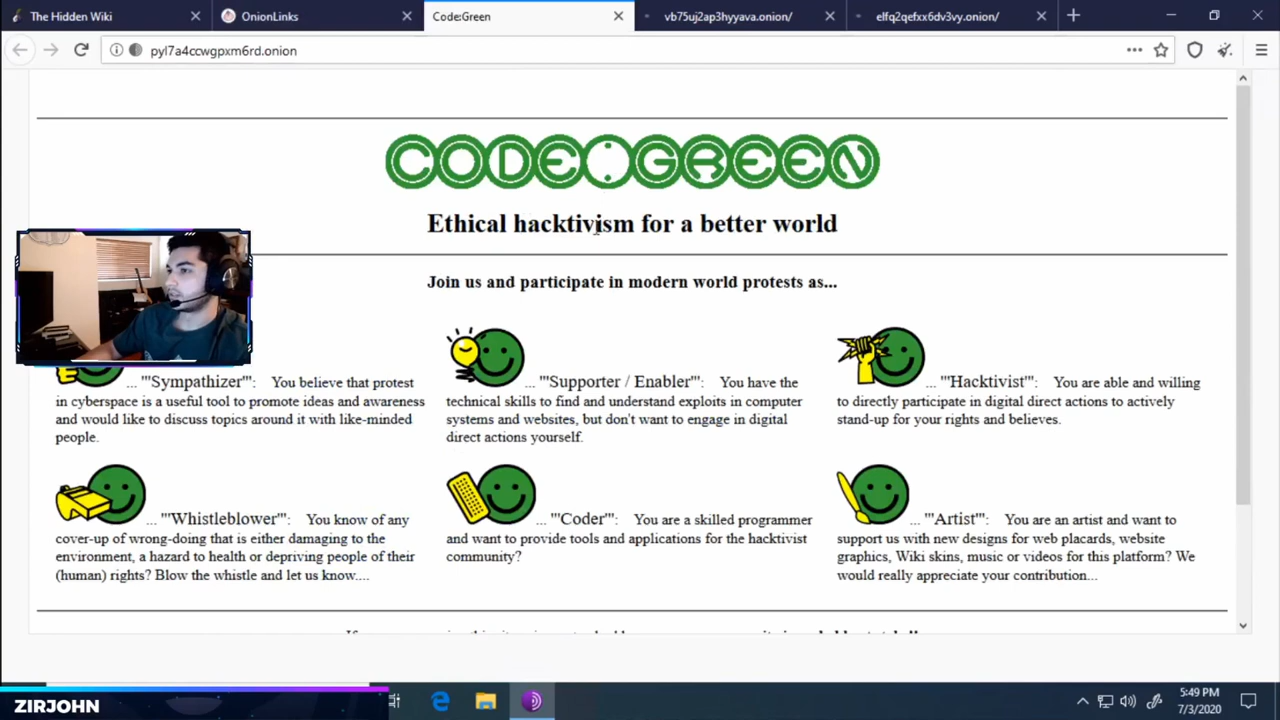 The Hidden Wiki
OnionLinks
Code:Green
vb75uj2ap3hyyava.onion/
elfq2qefxx6dv3vy.onion/
pyl7a4ccwgpxm6rd.onion
CODE:GREEN
Ethical hacktivism for a better world
Join us and participate in modern world protests as...
... '"Sympathizer"': You believe that protest
in cyberspace is a useful tool to promote ideas and awareness
and would like to discuss topics around it with like-minded
people.
... '"Supporter / Enabler"': You have the
technical skills to find and understand exploits in computer
systems and websites, but don't want to engage in digital
direct actions yourself.
... '"Hacktivist"': You are able and willing
to directly participate in digital direct actions to actively
stand-up for your rights and believes.
... '"Whistleblower"': You know of any
cover-up of wrong-doing that is either damaging to the
environment, a hazard to health or depriving people of their
(human) rights? Blow the whistle and let us know....
... '"Coder"': You are a skilled programmer
and want to provide tools and applications for the hacktivist
community?
... '"Artist"': You are an artist and want to
support us with new designs for web placards, website
graphics, Wiki skins, music or videos for this platform? We
would really appreciate your contribution...
ZIRJOHN
5:49 PM
7/3/2020